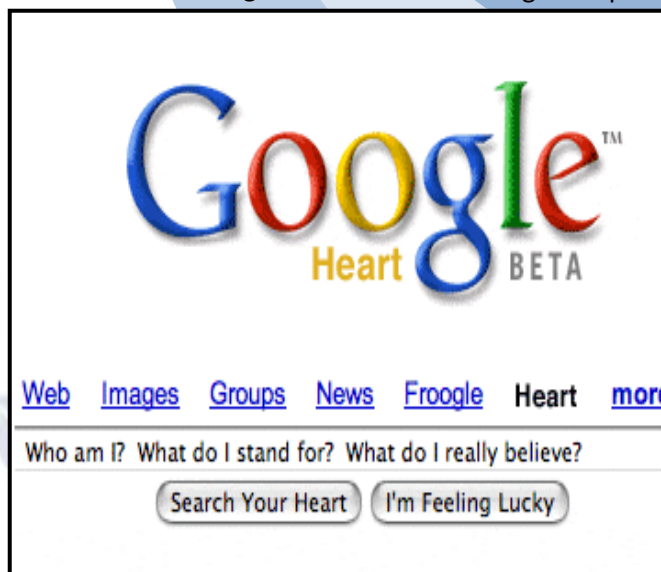 Google™
Heart BETA
Web Images Groups News Froogle Heart more
Who am I? What do I stand for? What do I really believe?
Search Your Heart I'm Feeling Lucky